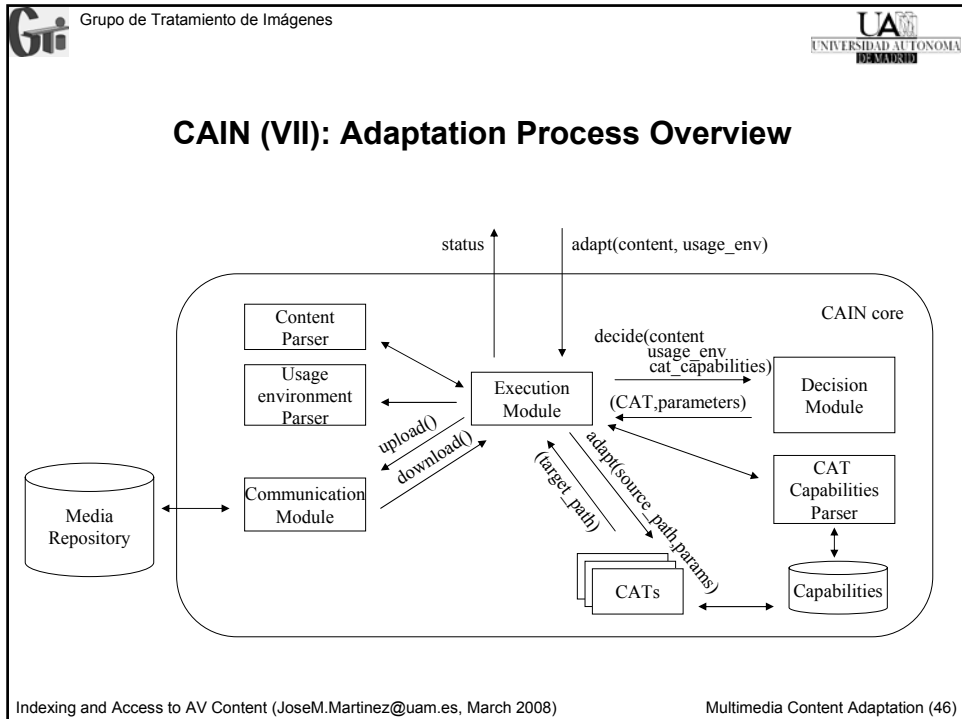 Grupo de Tratamiento de Imágenes
GTi
UA
UNIVERSIDAD AUTONOMA
DE MADRID
CAIN (VII): Adaptation Process Overview
status
adapt(content, usage_env)
CAIN core
Content
Parser
decide(content
usage_env
cat_capabilities)
Usage
environment
Parser
Execution
Module
Decision
Module
(CAT,parameters)
upload()
download()
adapt(source_path,params)
(target_path)
Communication
Module
Media
Repository
CAT
Capabilities
Parser
CATs
Capabilities
Indexing and Access to AV Content (JoseM.Martinez@uam.es, March 2008)
Multimedia Content Adaptation (46)